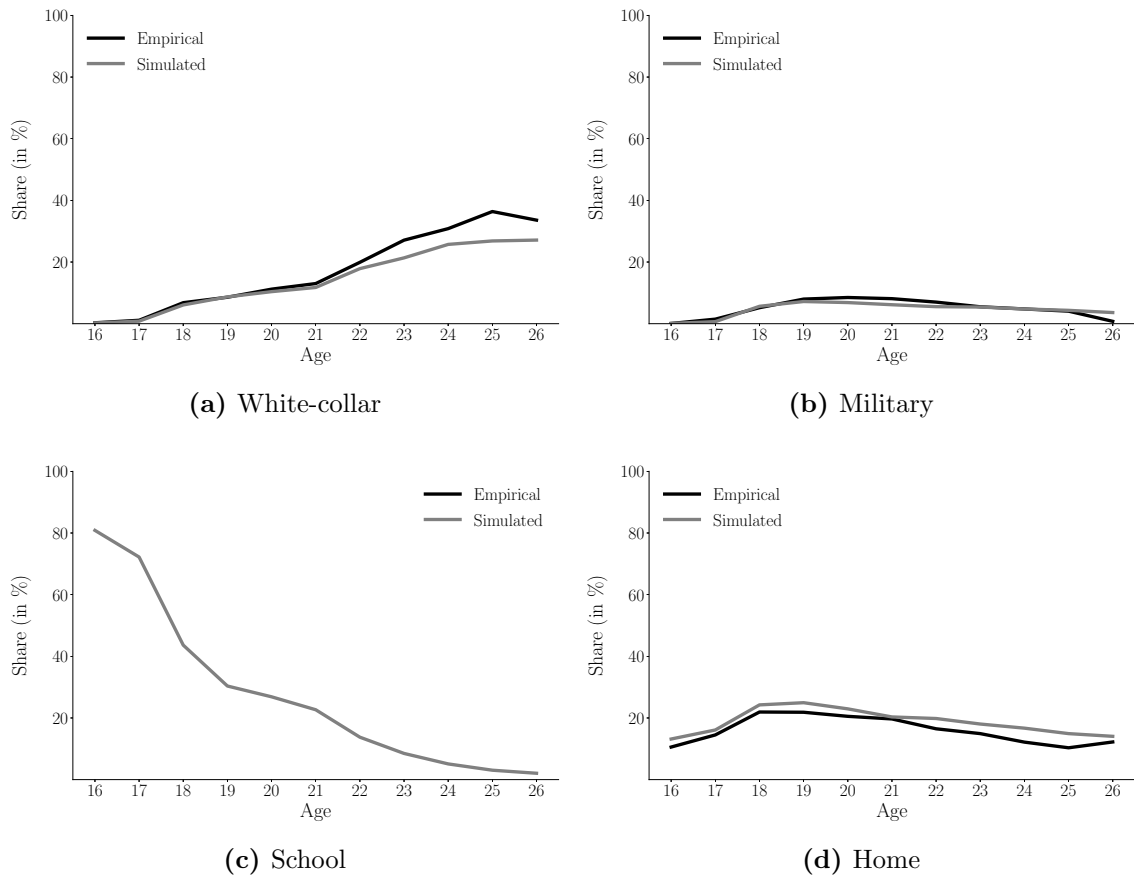 100
80
60
40
20
Share (in %)
Empirical
Simulated
16 17 18 19 20 21 22 23 24 25 26
Age
(a) White-collar
100
80
60
40
20
Share (in %)
Empirical
Simulated
16 17 18 19 20 21 22 23 24 25 26
Age
(b) Military
100
80
60
40
20
Share (in %)
Empirical
Simulated
16 17 18 19 20 21 22 23 24 25 26
Age
(c) School
100
80
60
40
20
Share (in %)
Empirical
Simulated
16 17 18 19 20 21 22 23 24 25 26
Age
(d) Home